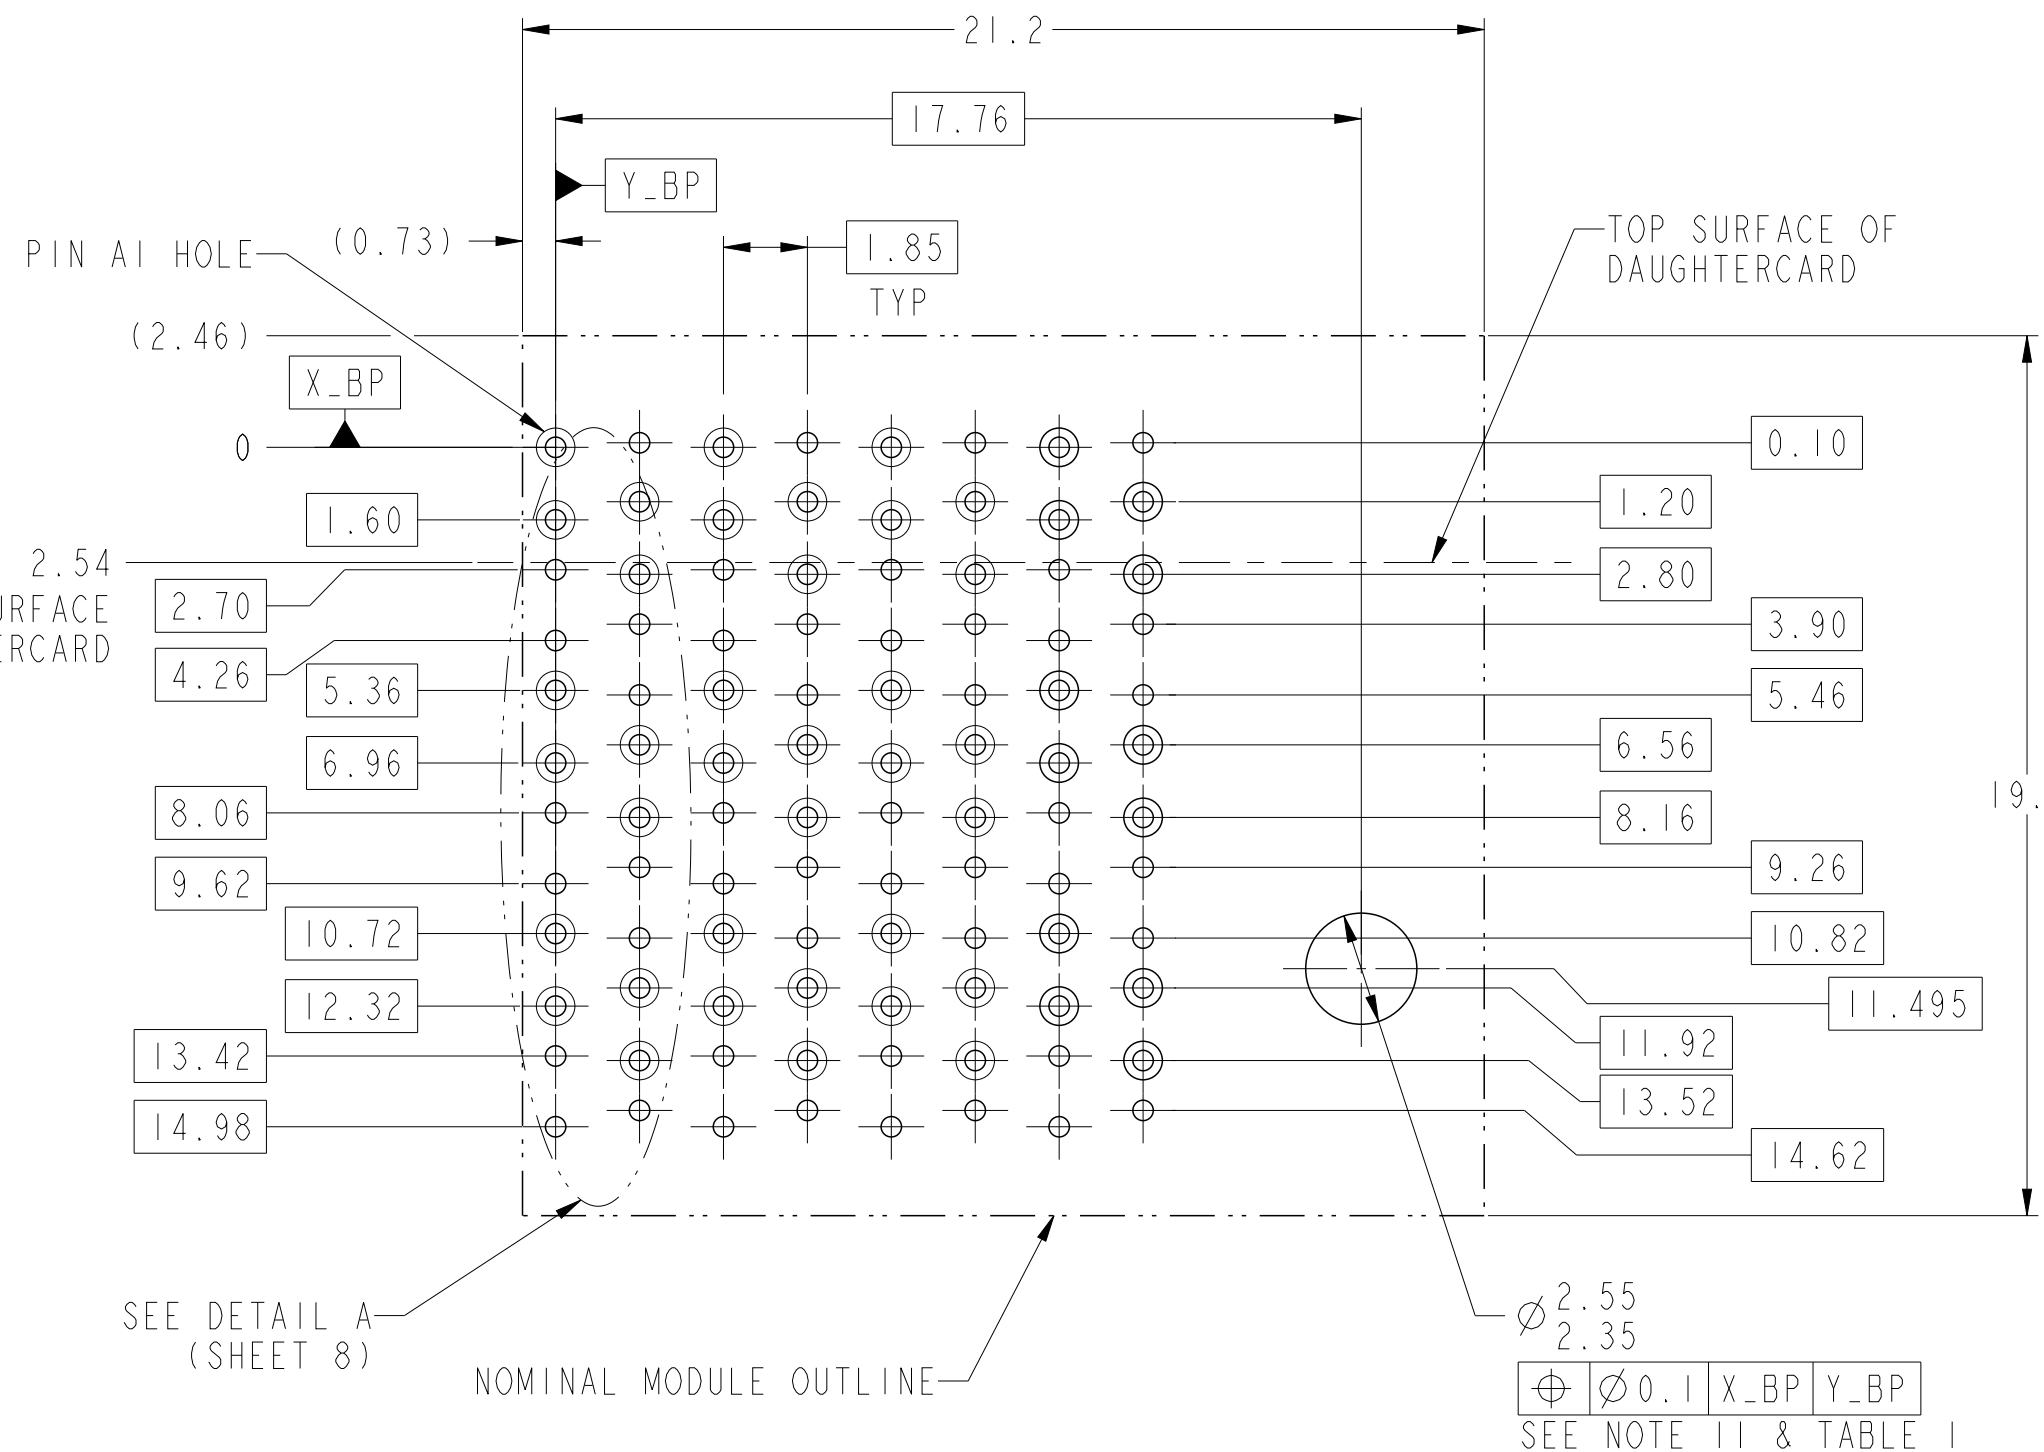 21.2
17.76
Y_BP
PIN A1 HOLE
(0.73)
1.85
TYP
TOP SURFACE OF
DAUGHTERCARD
(2.46)
X_BP
0
0.10
1.60
1.20
2.54
URFACE
ERCARD
2.70
2.80
3.90
4.26
5.36
5.46
6.96
6.56
19.
8.06
8.16
9.62
9.26
10.72
10.82
12.32
11.495
13.42
11.92
14.98
13.52
14.62
SEE DETAIL A
(SHEET 8)
NOMINAL MODULE OUTLINE
Ø 2.55
2.35
⌖ Ø0.1 X_BP Y_BP
SEE NOTE 11 & TABLE 1